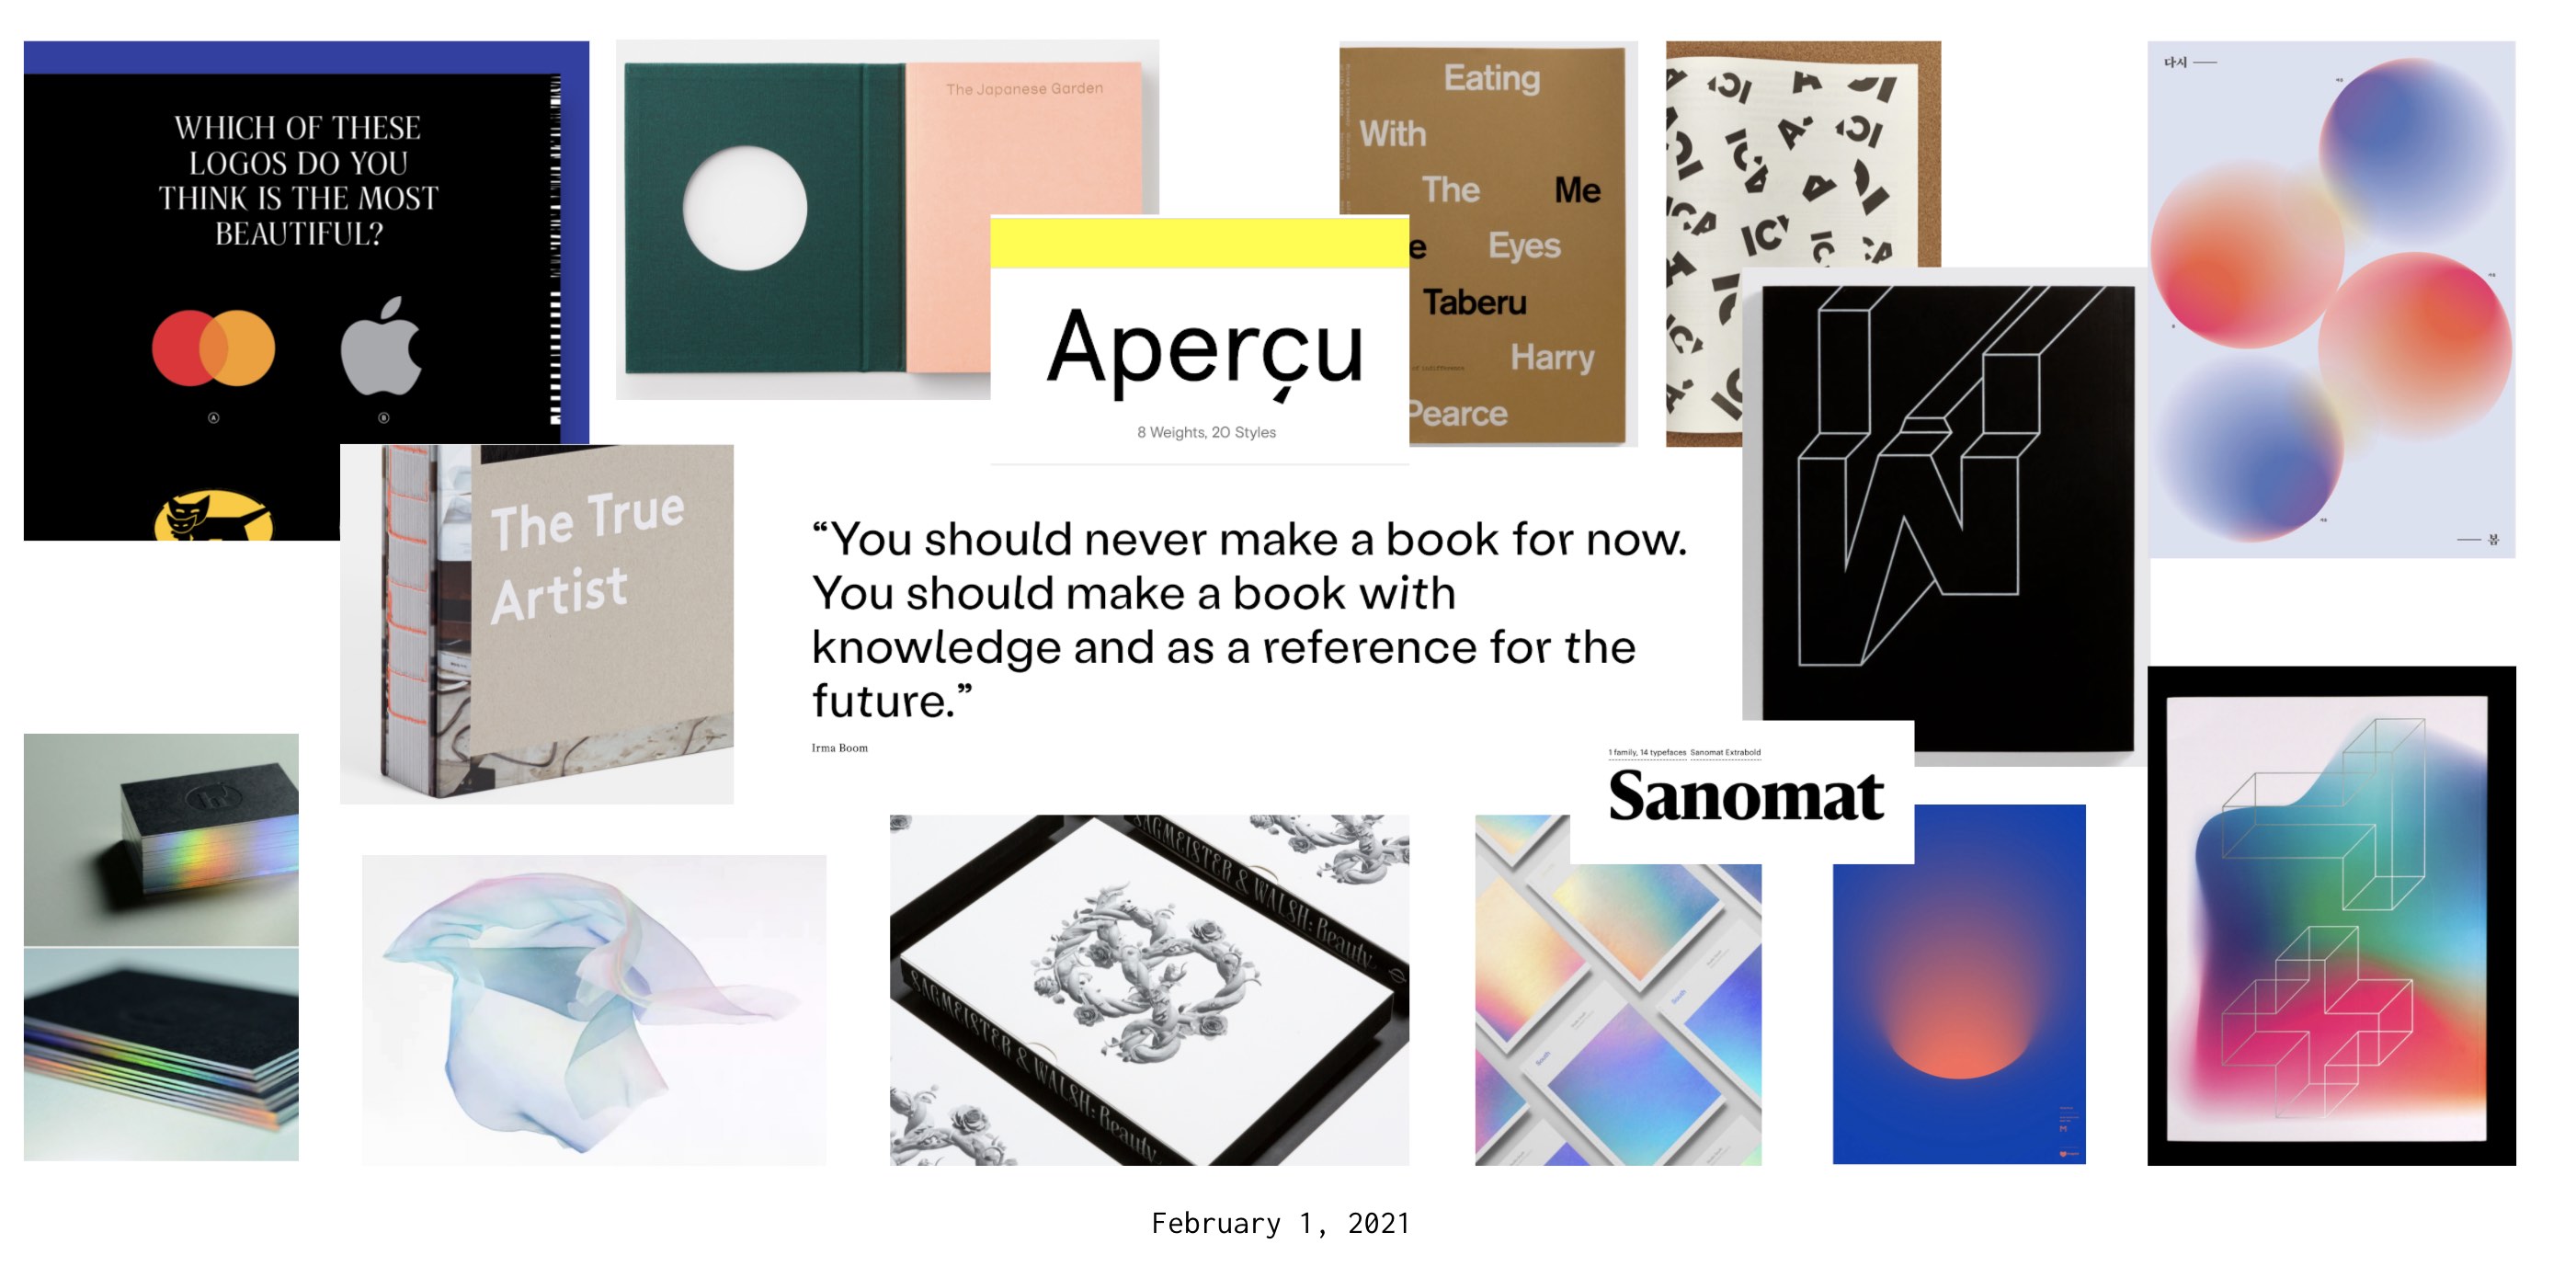 WHICH OF THESE
LOGOS DO YOU
THINK IS THE MOST
BEAUTIFUL?
A
B
The Japanese Garden
Aperçu
8 Weights, 20 Styles
Eating
With
The Me
e Eyes
Taberu
Harry
Pearce
of indifference.
ICA
다시
봄
The True
Artist
“You should never make a book for now.
You should make a book with
knowledge and as a reference for the
future.”
Irma Boom
W
1 family, 14 typefaces Sanomat Extrabold
Sanomat
SAGMEISTER & WALSH: Beauty
SAGMEISTER & WALSH: Beauty
February 1, 2021